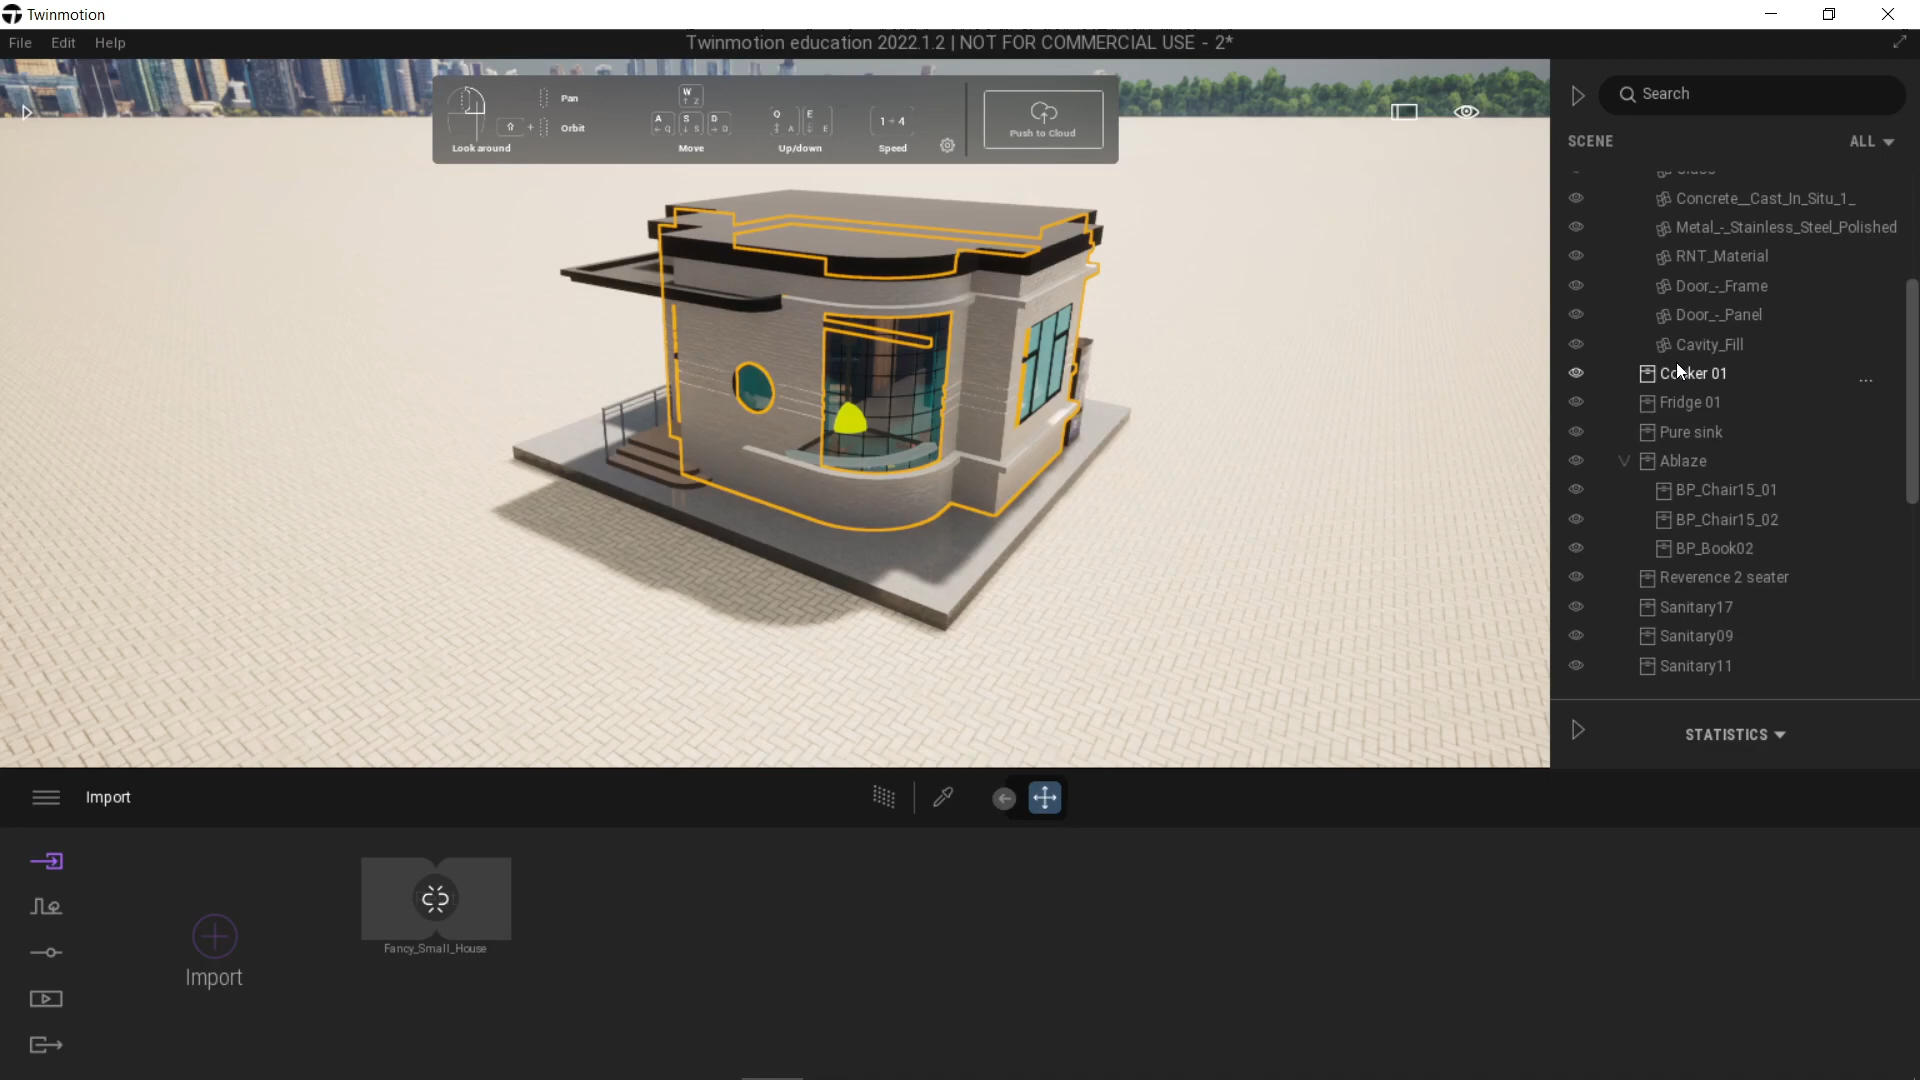 Twinmotion
File Edit Help
Twinmotion education 2022.1.2 | NOT FOR COMMERCIAL USE - 2*
Pan
Orbit
Look around
W
Z
A
Q
S
S
D
D
Move
Q
A
E
E
Up/down
1 → 4
Speed
Push to Cloud
Search
SCENE ALL
Concrete__Cast_In_Situ_1_
Metal_-_Stainless_Steel_Polished
RNT_Material
Door_-_Frame
Door_-_Panel
Cavity_Fill
Fridge 01
Pure sink
Ablaze
BP_Chair15_01
BP_Chair15_02
BP_Book02
Reverence 2 seater
Sanitary17
Sanitary09
Sanitary11
STATISTICS
Import
Import
Fancy_Small_House